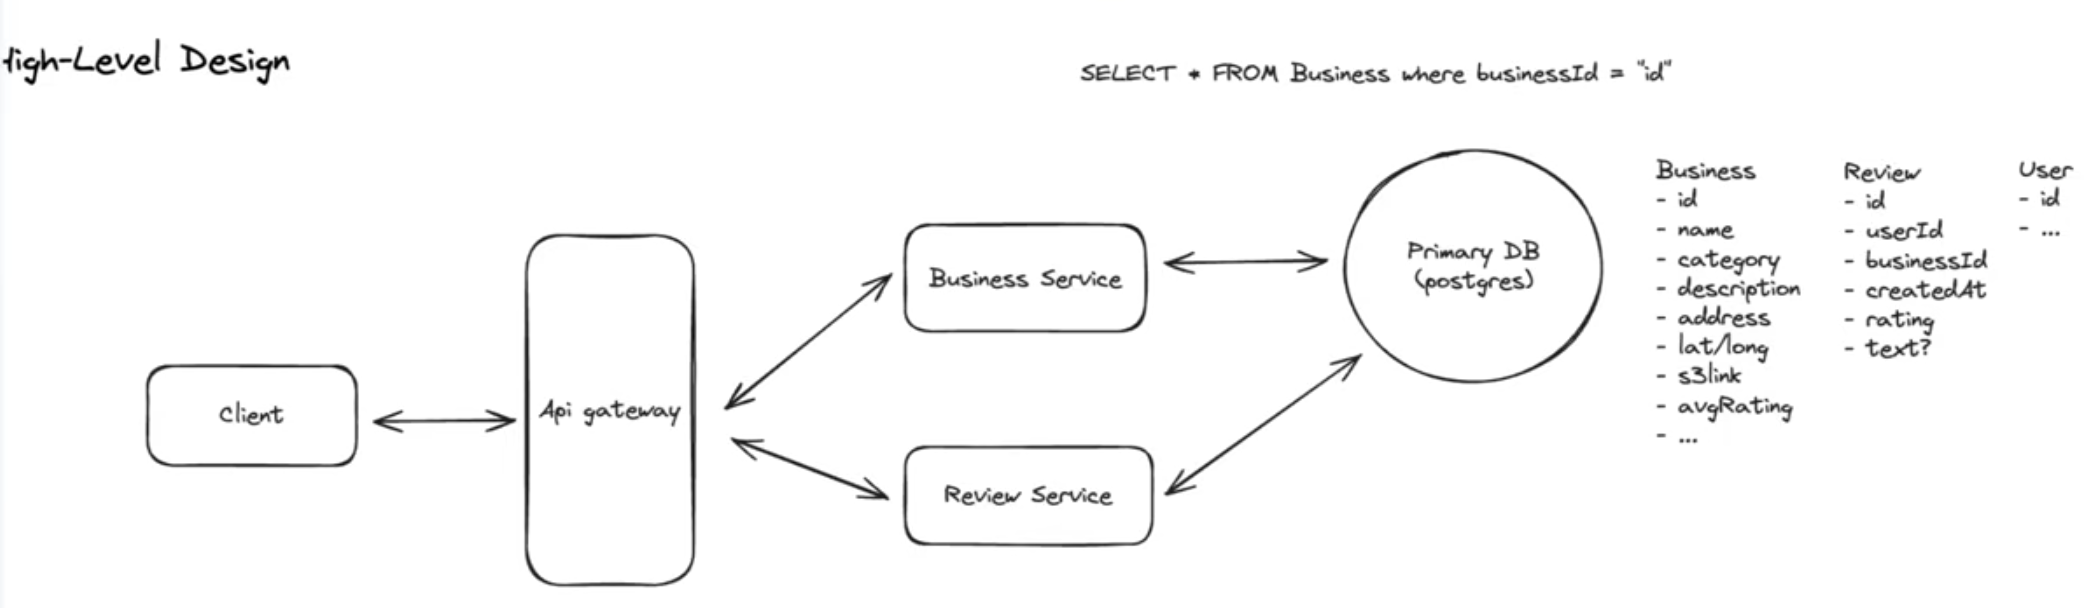 High-Level Design
SELECT * FROM Business where businessId = "id"
Client
Api gateway
Business Service
Review Service
Primary DB
(postgres)
Business
- id
- name
- category
- description
- address
- lat/long
- s3link
- avgRating
- ...
Review
- id
- userId
- businessId
- createdAt
- rating
- text?
User
- id
- ...